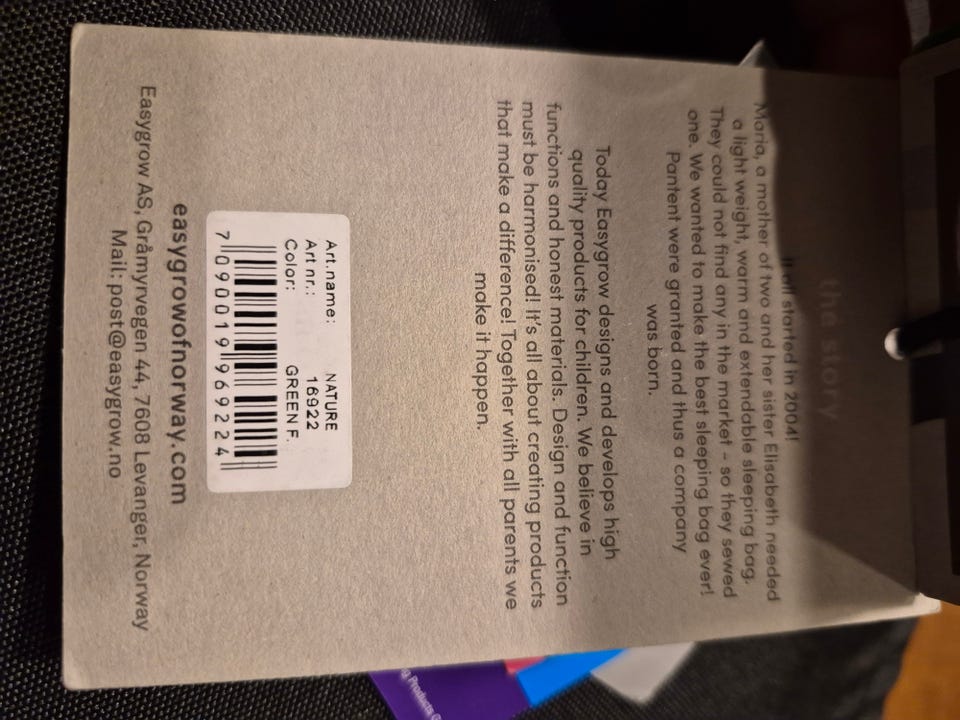 the story
It all started in 2004!
Maria, a mother of two and her sister Elisabeth needed
a light weight, warm and extendable sleeping bag.
They could not find any in the market – so they sewed
one. We wanted to make the best sleeping bag ever!
Pantent were granted and thus a company
was born.
Today Easygrow designs and develops high
quality products for children. We believe in
functions and honest materials. Design and function
must be harmonised! It's all about creating products
that make a difference! Together with all parents we
make it happen.
Art.name: NATURE
Art nr.: 16922
Color: GREEN F.
7 090019 969224
easygrowofnorway.com
Easygrow AS, Gråmyrvegen 44, 7608 Levanger, Norway
Mail: post@easygrow.no
g Products